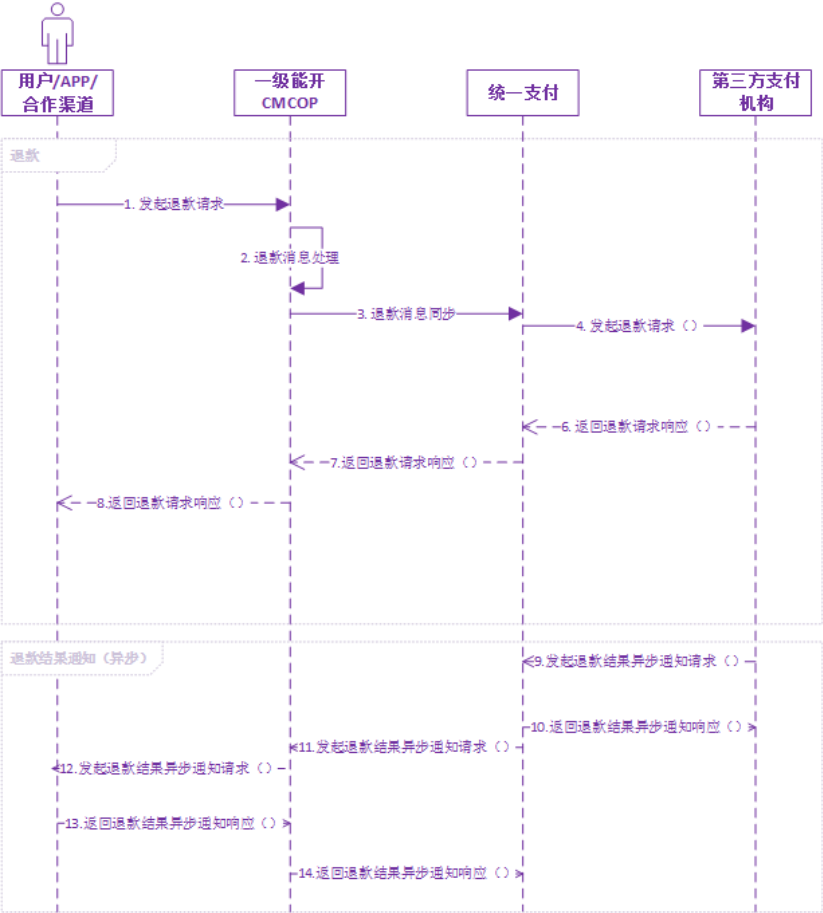 用户/APP/
合作渠道
一级能开
CMCOP
统一支付
第三方支付
机构
退款
1. 发起退款请求
2. 退款消息处理
3. 退款消息同步
4. 发起退款请求（）
6. 返回退款请求响应（）
7.返回退款请求响应（）
8.返回退款请求响应（）
退款结果通知（异步）
9.发起退款结果异步通知请求（）
10.返回退款结果异步通知响应（）
11.发起退款结果异步通知请求（）
12.发起退款结果异步通知请求（）
13.返回退款结果异步通知响应（）
14.返回退款结果异步通知响应（）